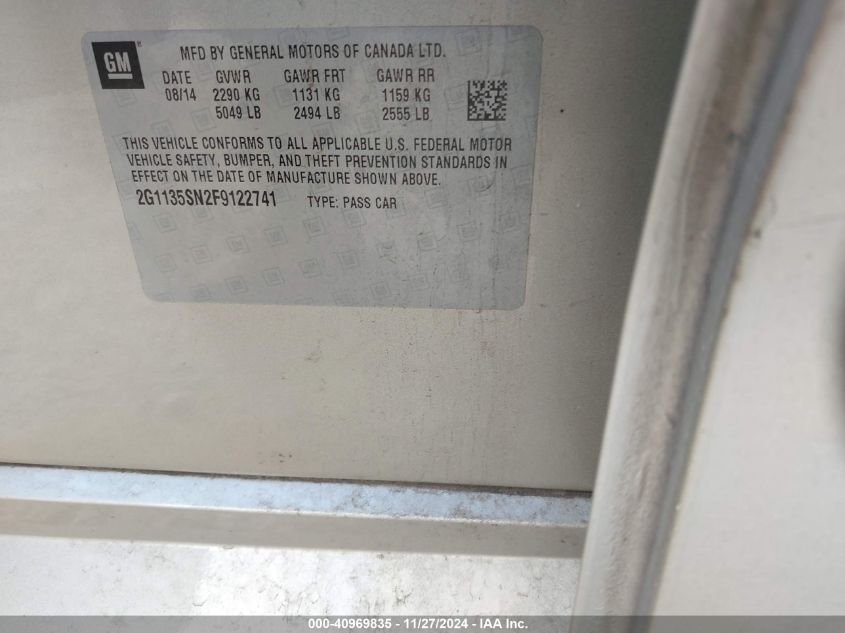 GM
MFD BY GENERAL MOTORS OF CANADA LTD.
DATE GVWR GAWR FRT GAWR RR
08/14 2290 KG 1131 KG 1159 KG
5049 LB 2494 LB 2555 LB
THIS VEHICLE CONFORMS TO ALL APPLICABLE U.S. FEDERAL MOTOR
VEHICLE SAFETY, BUMPER, AND THEFT PREVENTION STANDARDS IN
EFFECT ON THE DATE OF MANUFACTURE SHOWN ABOVE.
2G1135SN2F9122741 TYPE: PASS CAR
000-40969835 - 11/27/2024 - IAA Inc.